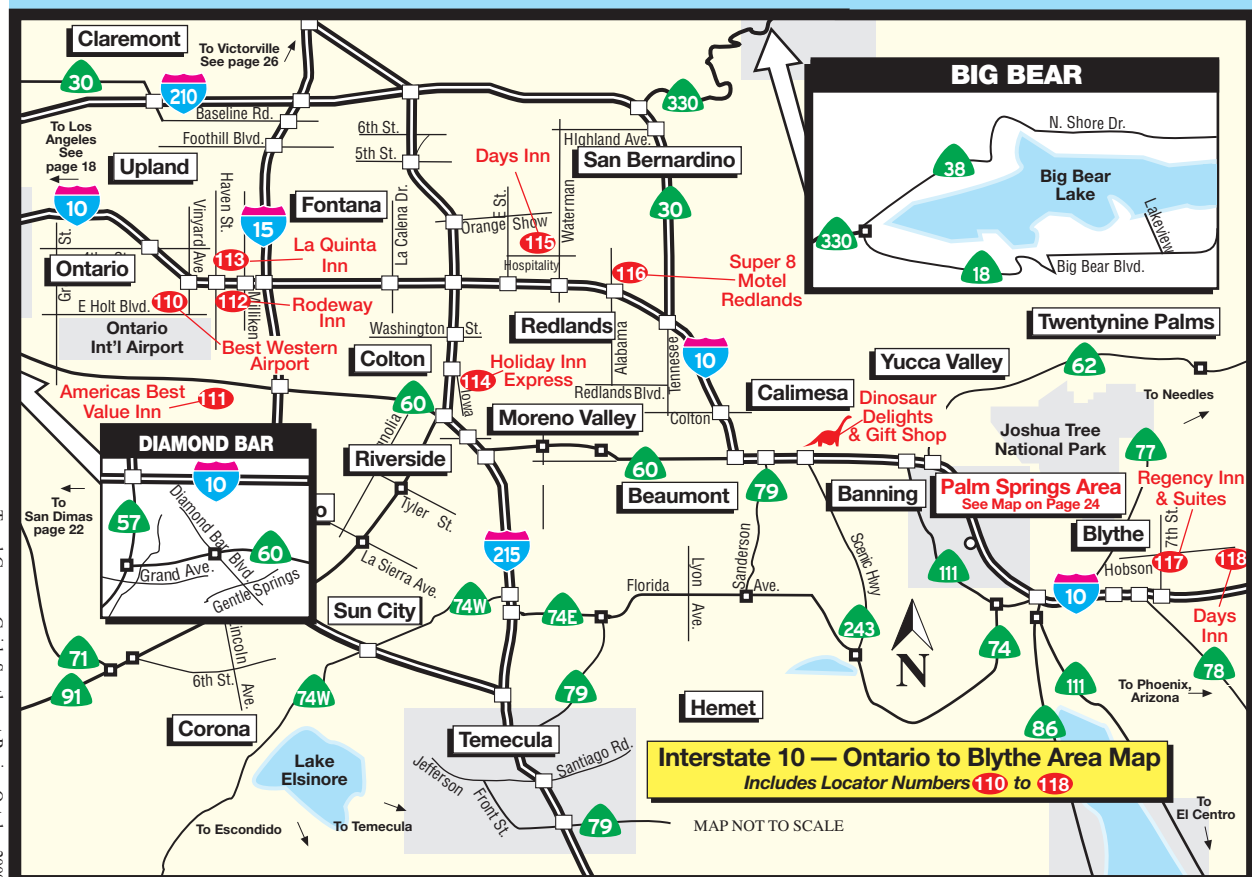 Claremont
To Victorville
See page 26
30
210
Baseline Rd.
Foothill Blvd.
To Los
Angeles
See
page 18
Upland
10
Haven St.
Vinyard Ave
15
Fontana
6th St.
5th St.
La Calena Dr.
Days Inn
115
E St.
Orange Show
Waterman
Hospitality
330
HIghland Ave.
San Bernardino
30
BIG BEAR
N. Shore Dr.
38
Big Bear
Lake
Lakeview
330
18
Big Bear Blvd.
Ontario
113
La Quinta
Inn
E Holt Blvd.
110
112
Milliken
Rodeway
Inn
Ontario
Int'l Airport
Best Western
Airport
Americas Best
Value Inn
111
Washington St.
Colton
Redlands
116
Super 8
Motel
Redlands
Alabama
Tennesee
10
Holiday Inn
Express
114
Iowa
Redlands Blvd.
Colton
60
Moreno Valley
Riverside
Tyler St.
La Sierra Ave.
Calimesa
Dinosaur
Delights
& Gift Shop
Yucca Valley
Twentynine Palms
62
To Needles
Joshua Tree
National Park
77
60
Beaumont
79
Banning
Palm Springs Area
See Map on Page 24
Regency Inn
& Suites
7th St.
Blythe
Hobson
117
118
Days
Inn
10
DIAMOND BAR
10
57
Diamond Bar Blvd.
60
Grand Ave.
Gentle Springs
To
San Dimas
page 22
215
Sun City
74W
74E
Florida Ave.
Lyon Ave.
Sanderson
Scenic Hwy
111
243
74
N
78
To Phoenix,
Arizona
111
86
71
91
6th St.
Lincoln Ave.
74W
Corona
79
Hemet
Temecula
Lake
Elsinore
Jefferson
Front St.
Santiago Rd.
79
To Escondido
To Temecula
Interstate 10 — Ontario to Blythe Area Map
Includes Locator Numbers 110 to 118
MAP NOT TO SCALE
To
El Centro